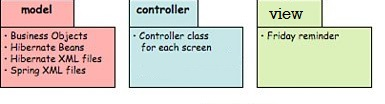 model
• Business Objects
• Hibernate Beans
• Hibernate XML files
• Spring XML files
controller
• Controller class
for each screen
view
• Friday reminder